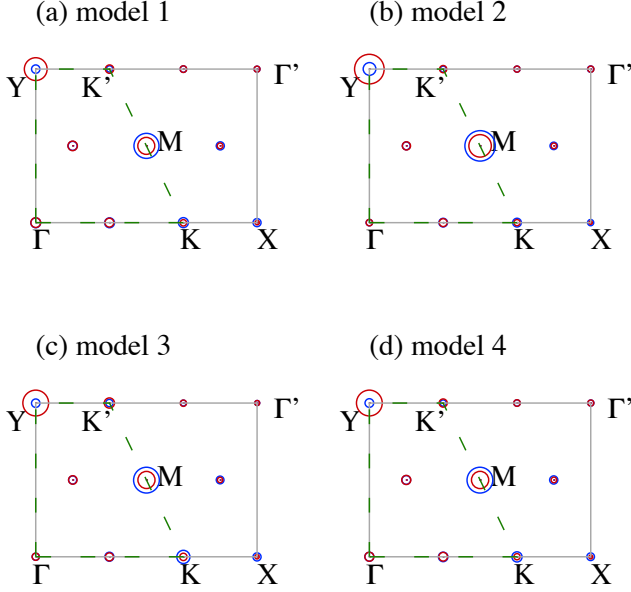 (a) model 1
Y
K'
Γ'
M
Γ
K
X
(b) model 2
Y
K'
Γ'
M
Γ
K
X
(c) model 3
Y
K'
Γ'
M
Γ
K
X
(d) model 4
Y
K'
Γ'
M
Γ
K
X